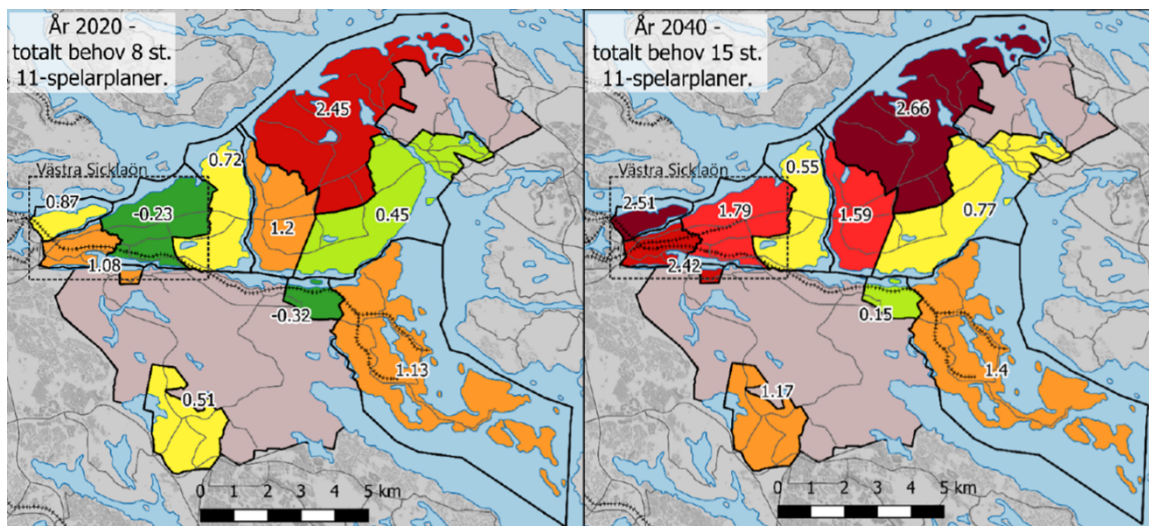 År 2020 -
totalt behov 8 st.
11-spelarplaner.
2.45
0.72
Västra Sicklaön
0.87
-0.23
1.2
0.45
1.08
-0.32
1.13
0.51
0 1 2 3 4 5 km
År 2040 -
totalt behov 15 st.
11-spelarplaner.
2.66
0.55
2.51
1.79
1.59
0.77
2.42
0.15
1.4
1.17
0 1 2 3 4 5 km